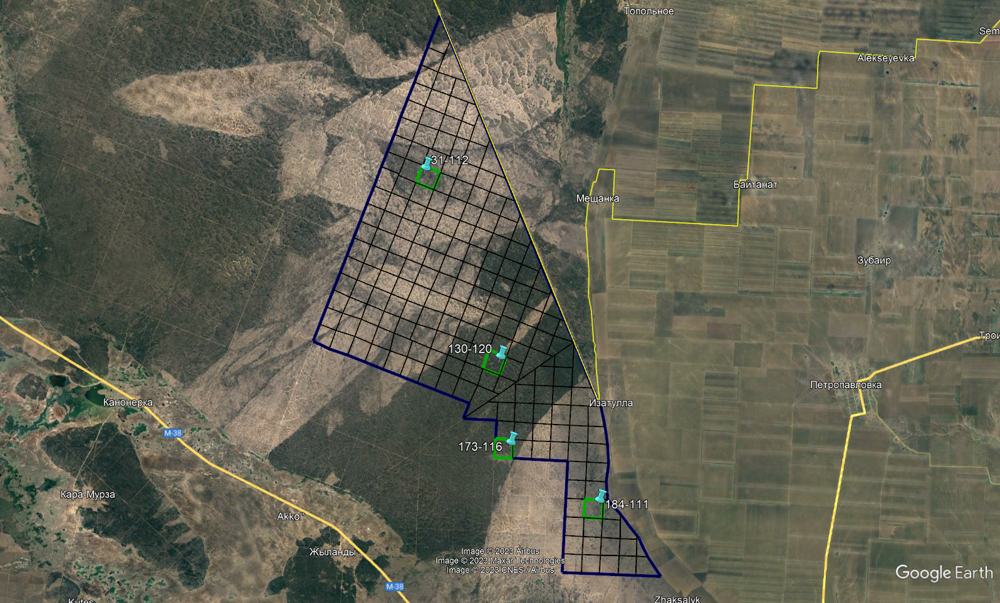 Топольное
Sem
Alekseyevka
31-112
Байтанат
Мещанка
Зубаир
Трои
130-120
Петропавловка
Канонерка
Изатулла
M-38
173-116
Кара-Мурза
184-111
Akkol'
Жыланды
Image © 2023 Airbus
Image © 2023 Maxar Technologies
Image © 2023 CNES / Airbus
Google Earth
M-38
Kutes
Zhaksalyk